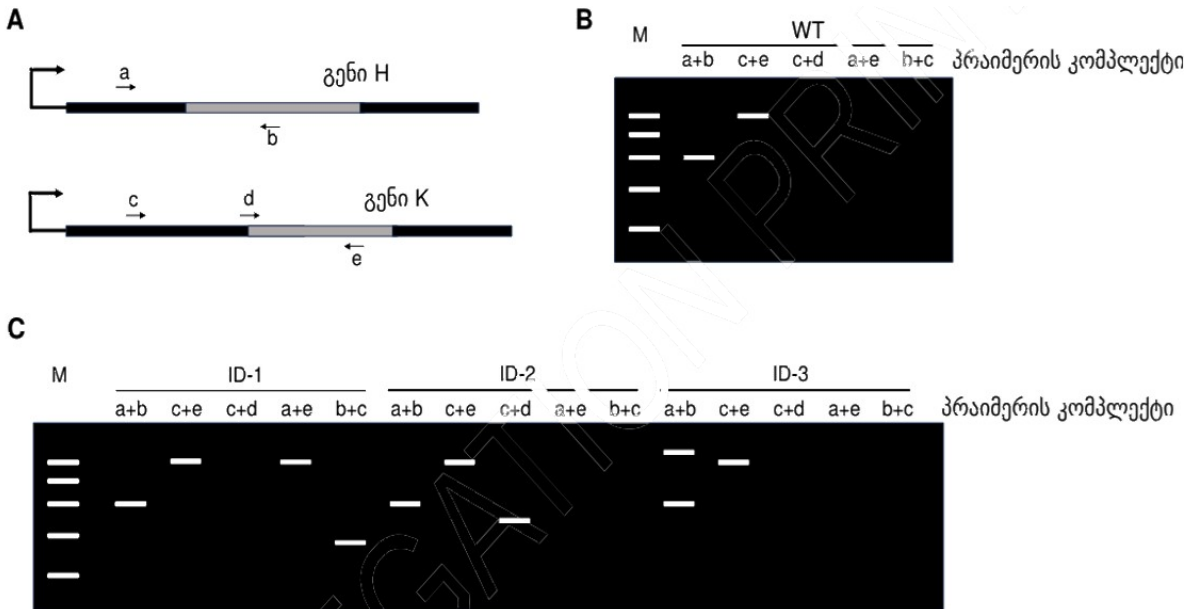 A
a
გენი H
b
c
d
გენი K
e
B
M
WT
a+b c+e c+d a+e b+c პრაიმერის კომპლექტი
C
M
ID-1 ID-2 ID-3
a+b c+e c+d a+e b+c a+b c+e c+d a+e b+c a+b c+e c+d a+e b+c პრაიმერის კომპლექტი